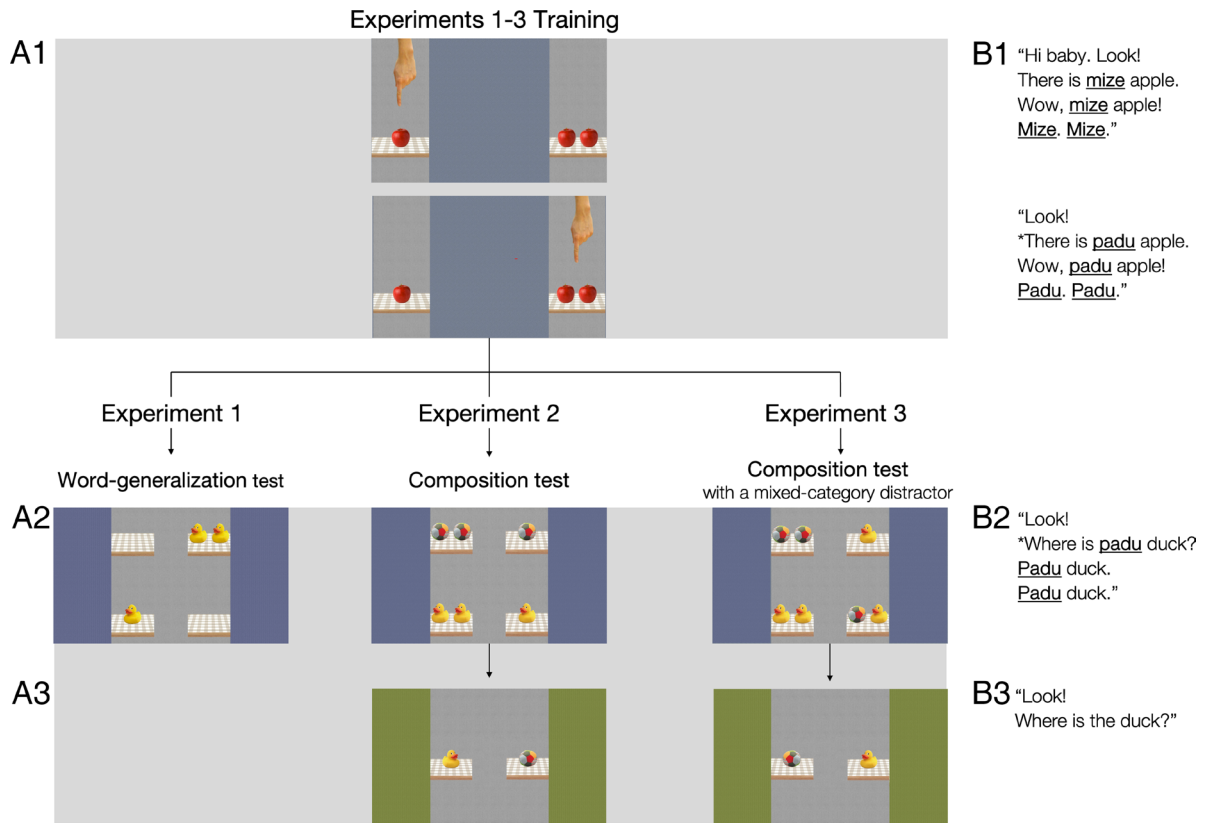 Experiments 1-3 Training
A1
B1
“Hi baby. Look!
There is mize apple.
Wow, mize apple!
Mize. Mize.”
“Look!
*There is padu apple.
Wow, padu apple!
Padu. Padu.”
Experiment 1
Experiment 2
Experiment 3
Word-generalization test
Composition test
Composition test
with a mixed-category distractor
A2
B2
“Look!
*Where is padu duck?
Padu duck.
Padu duck.”
A3
B3
“Look!
Where is the duck?”